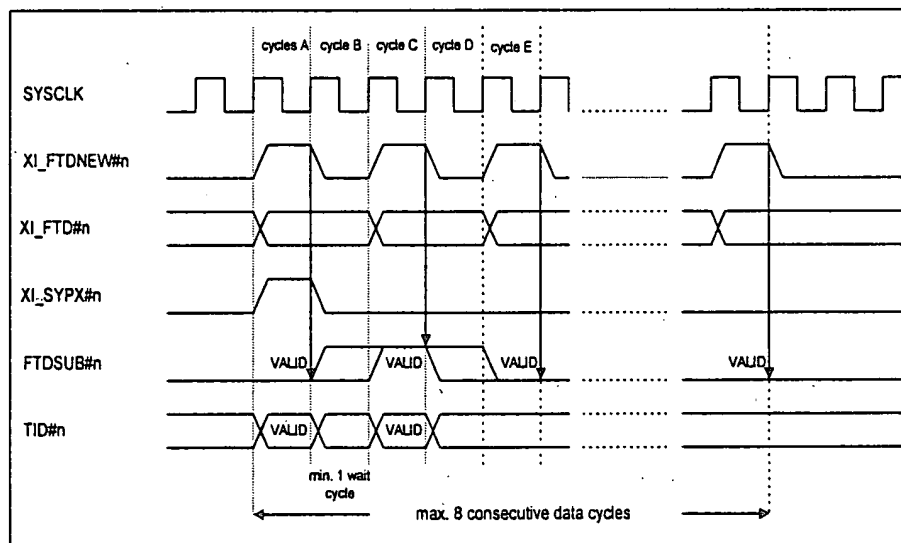 cycles A cycle B cycle C cycle D cycle E
SYSCLK
XI_FTDNEW#n
XI_FTD#n
XI_SYPX#n
FTDSUB#n VALID VALID VALID VALID
TID#n VALID VALID
min. 1 wait
cycle
max. 8 consecutive data cycles